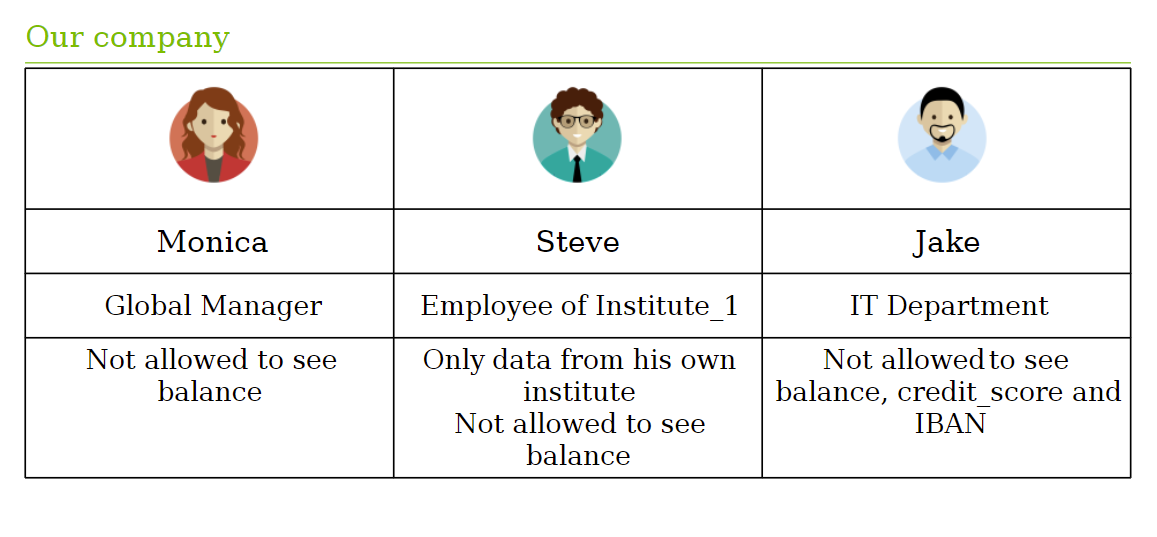 Our company
Monica
Steve
Jake
Global Manager
Employee of Institute_1
IT Department
Not allowed to see
balance
Only data from his own
institute
Not allowed to see
balance
Not allowed to see
balance, credit_score and
IBAN